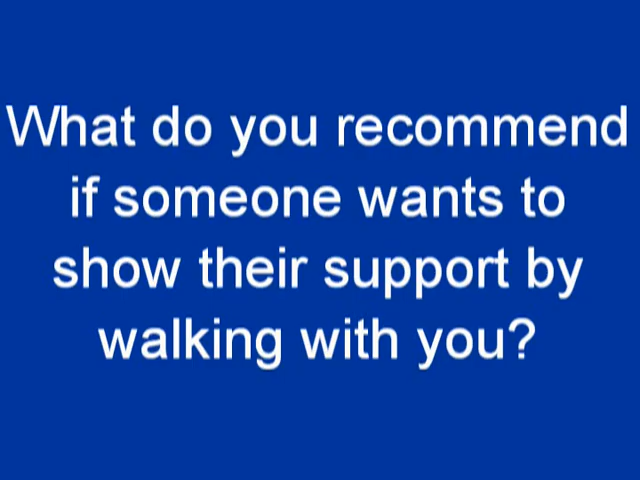 What do you recommend
if someone wants to
show their support by
walking with you?